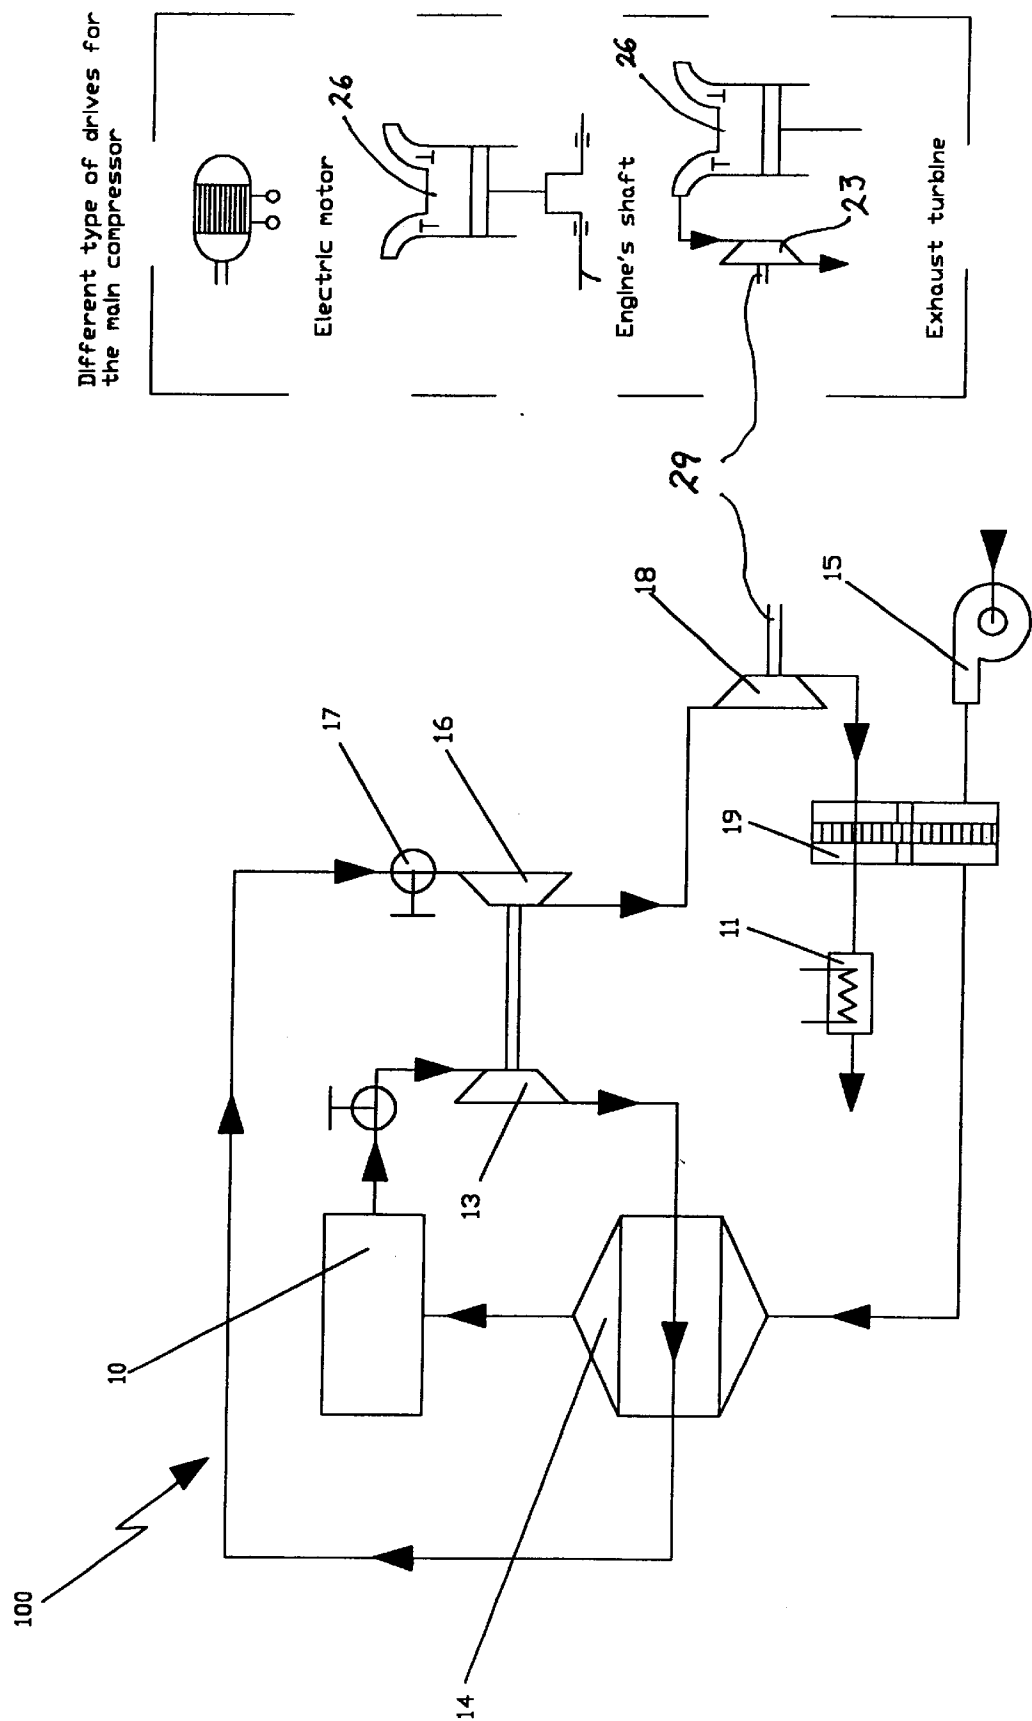 Different type of drives for
the main compressor
Electric motor
26
Engine's shaft
26
23
Exhaust turbine
29
18
15
17
16
19
11
13
10
14
100